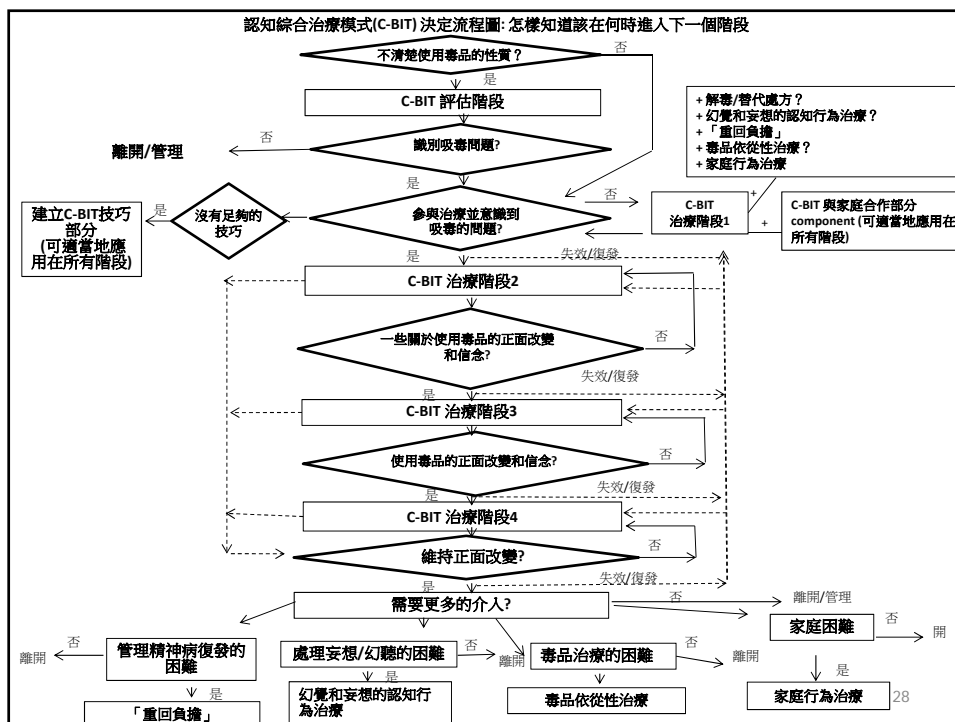 認知綜合治療模式(C-BIT) 決定流程圖: 怎樣知道該在何時進入下一個階段
不清楚使用毒品的性質？
否
是
C-BIT 評估階段
+ 解毒/替代處方？
+ 幻覺和妄想的認知行為治療？
+ 「重回負擔」
+ 毒品依從性治療？
+ 家庭行為治療
否
離開/管理
識別吸毒問題?
是
否
建立C-BIT技巧
部分
(可適當地應
用在所有階段)
是
沒有足夠的
技巧
參與治療並意識到
吸毒的問題?
C-BIT
治療階段1
+
+
C-BIT 與家庭合作部分
component (可適當地應用在
所有階段)
是
失效/復發
C-BIT 治療階段2
一些關於使用毒品的正面改變
和信念?
否
失效/復發
是
C-BIT 治療階段3
使用毒品的正面改變和信念?
否
是
失效/復發
C-BIT 治療階段4
維持正面改變?
否
是
失效/復發
需要更多的介入?
否
離開/管理
家庭困難
否
開
離開
否
管理精神病復發的
困難
處理妄想/幻聽的困難
否
離開
毒品治療的困難
否
離開
是
「重回負擔」
是
幻覺和妄想的認知行
為治療
是
毒品依從性治療
是
家庭行為治療
28